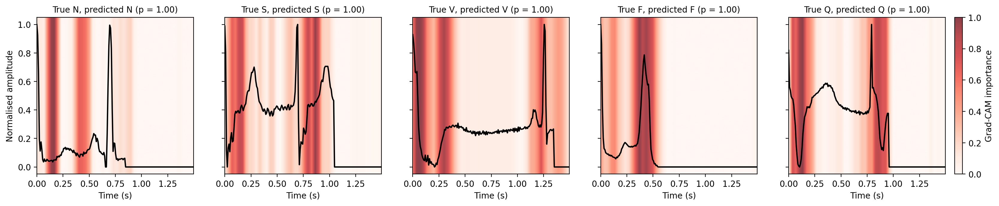 True N, predicted N (p = 1.00)
True S, predicted S (p = 1.00)
True V, predicted V (p = 1.00)
True F, predicted F (p = 1.00)
True Q, predicted Q (p = 1.00)
Normalised amplitude
1.0
0.8
0.6
0.4
0.2
0.0
0.00 0.25 0.50 0.75 1.00 1.25
0.00 0.25 0.50 0.75 1.00 1.25
0.00 0.25 0.50 0.75 1.00 1.25
0.00 0.25 0.50 0.75 1.00 1.25
0.00 0.25 0.50 0.75 1.00 1.25
Time (s)
Time (s)
Time (s)
Time (s)
Time (s)
1.0
0.8
0.6
0.4
0.2
0.0
Grad-CAM importance